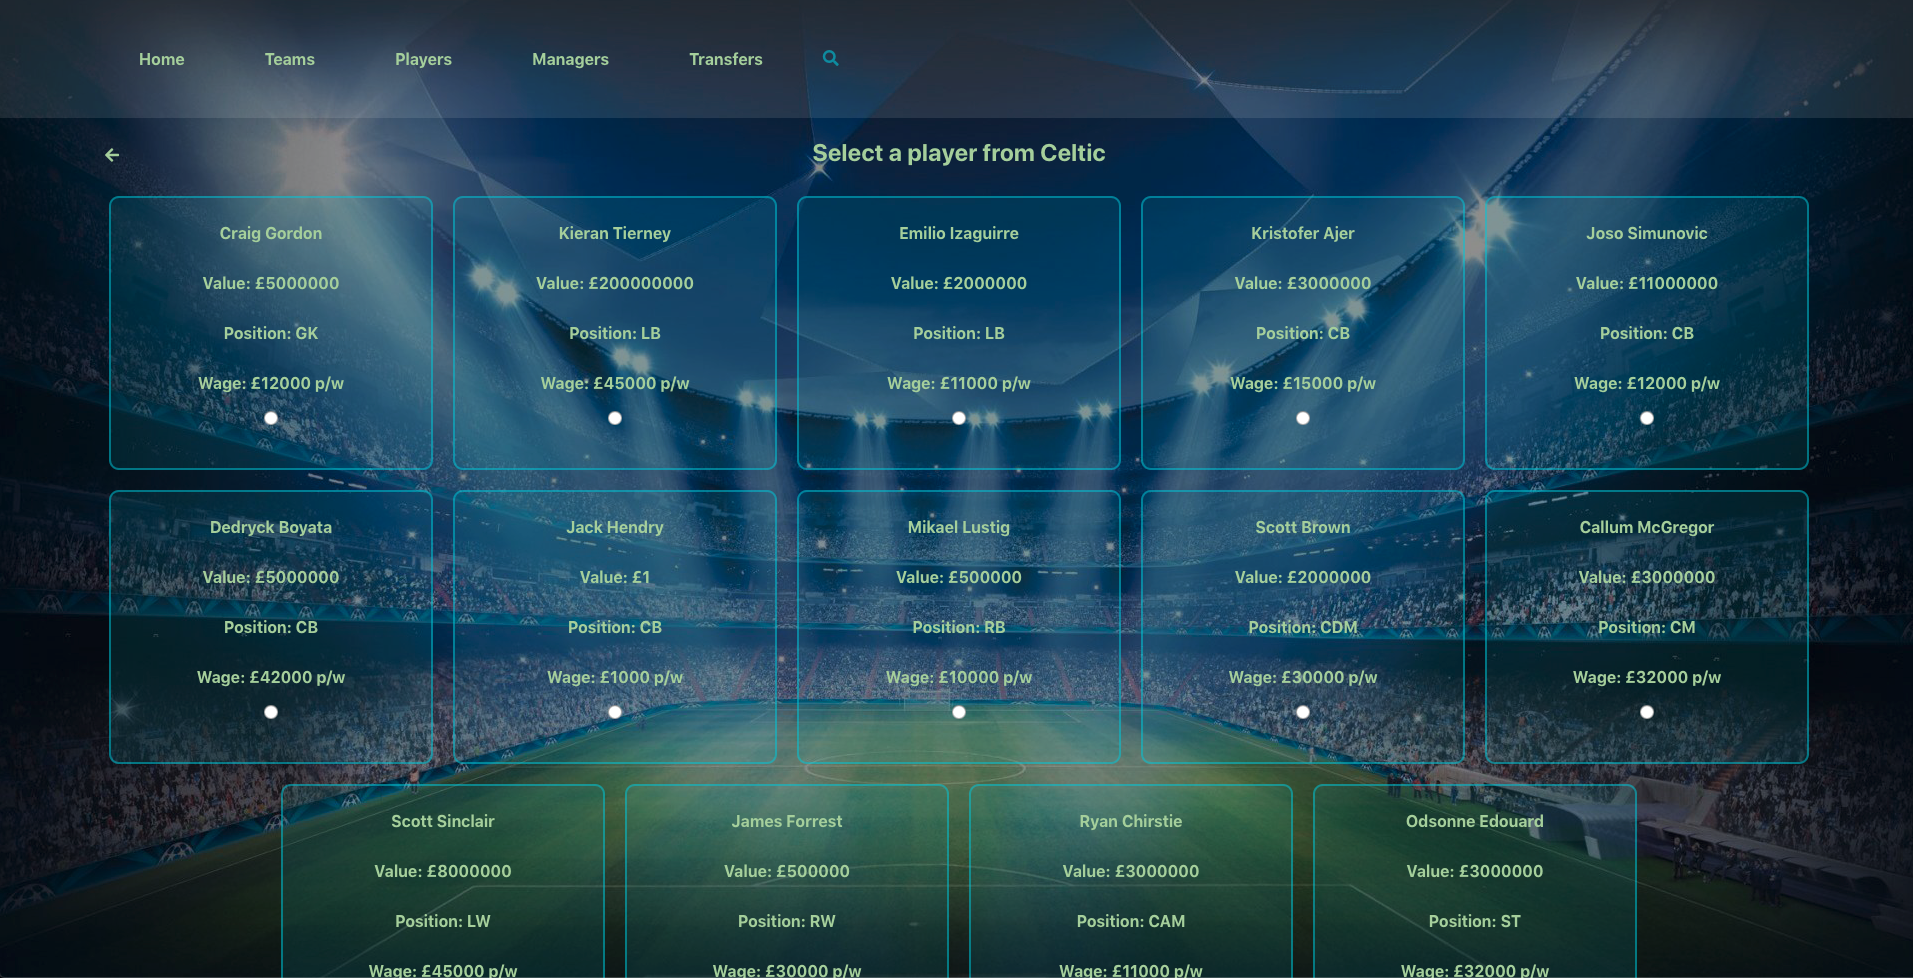 Home Teams Players Managers Transfers
Select a player from Celtic
Craig Gordon
Value: £5000000
Position: GK
Wage: £12000 p/w
Kieran Tierney
Value: £200000000
Position: LB
Wage: £45000 p/w
Emilio Izaguirre
Value: £2000000
Position: LB
Wage: £11000 p/w
Kristofer Ajer
Value: £3000000
Position: CB
Wage: £15000 p/w
Joso Simunovic
Value: £11000000
Position: CB
Wage: £12000 p/w
Dedryck Boyata
Value: £5000000
Position: CB
Wage: £42000 p/w
Jack Hendry
Value: £1
Position: CB
Wage: £1000 p/w
Mikael Lustig
Value: £500000
Position: RB
Wage: £10000 p/w
Scott Brown
Value: £2000000
Position: CDM
Wage: £30000 p/w
Callum McGregor
Value: £3000000
Position: CM
Wage: £32000 p/w
Scott Sinclair
Value: £8000000
Position: LW
Wage: £45000 p/w
James Forrest
Value: £500000
Position: RW
Wage: £30000 p/w
Ryan Chirstie
Value: £3000000
Position: CAM
Wage: £11000 p/w
Odsonne Edouard
Value: £3000000
Position: ST
Wage: £32000 p/w